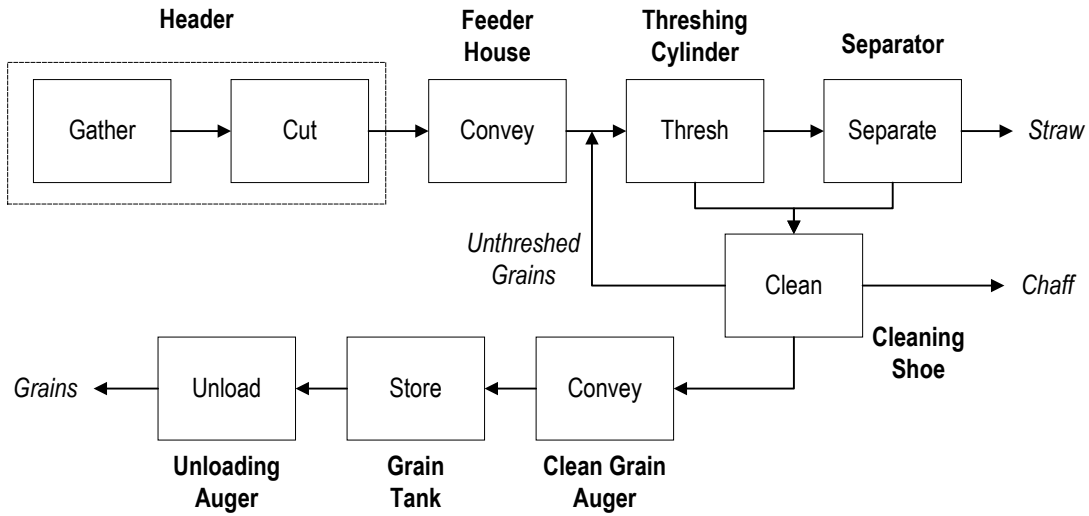 Header
Feeder
House
Threshing
Cylinder
Separator
Gather
Cut
Convey
Thresh
Separate
Straw
Unthreshed
Grains
Clean
Chaff
Cleaning
Shoe
Grains
Unload
Store
Convey
Unloading
Auger
Grain
Tank
Clean Grain
Auger